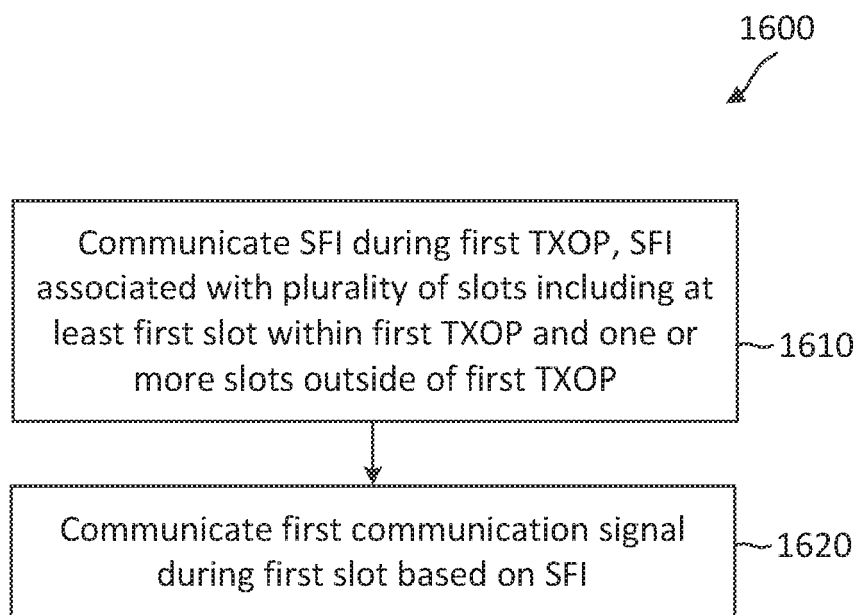 1600
Communicate SFI during first TXOP, SFI
associated with plurality of slots including at
least first slot within first TXOP and one or
more slots outside of first TXOP
1610
Communicate first communication signal
during first slot based on SFI
1620